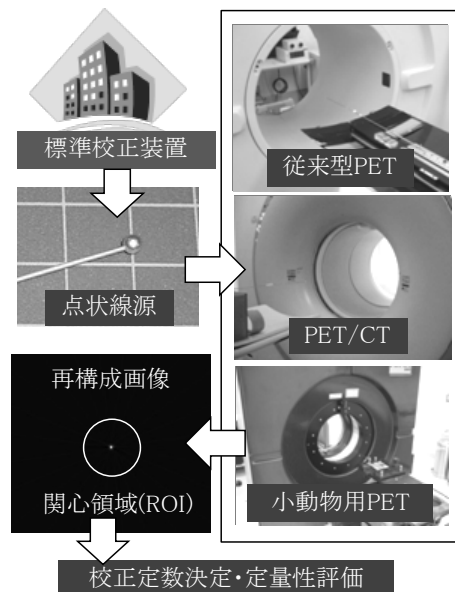 標準校正装置
従来型PET
点状線源
PET/CT
再構成画像
関心領域(ROI)
小動物用PET
校正定数決定・定量性評価